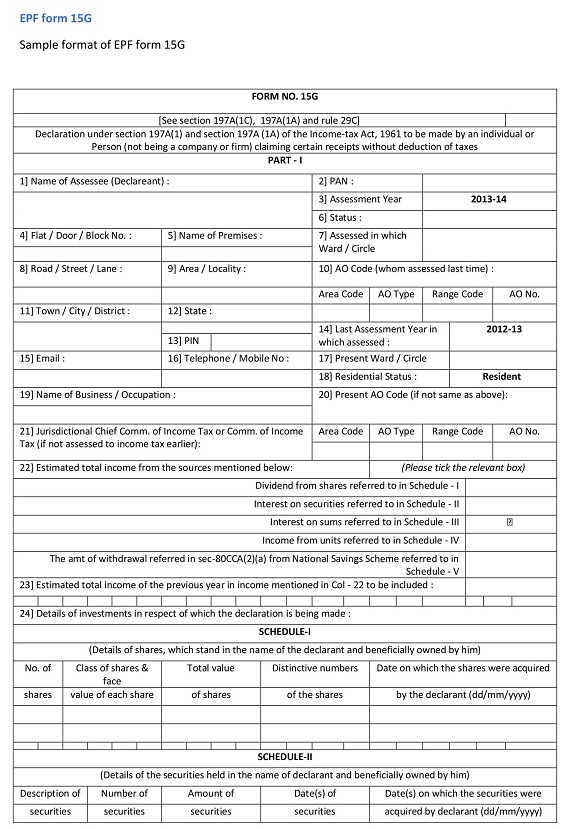 EPF form 15G
Sample format of EPF form 15G
FORM NO. 15G
[See section 197A(1C), 197A(1A) and rule 29C]
Declaration under section 197A(1) and section 197A (1A) of the Income-tax Act, 1961 to be made by an individual or
Person (not being a company or firm) claiming certain receipts without deduction of taxes
PART - I
1] Name of Assessee (Declareant) :
2] PAN :
3] Assessment Year 2013-14
6] Status :
4] Flat / Door / Block No. : 5] Name of Premises : 7] Assessed in which
Ward / Circle
8] Road / Street / Lane : 9] Area / Locality : 10] AO Code (whom assessed last time) :
Area Code AO Type Range Code AO No.
11] Town / City / District : 12] State :
14] Last Assessment Year in 2012-13
which assessed :
13] PIN
15] Email : 16] Telephone / Mobile No : 17] Present Ward / Circle
18] Residential Status : Resident
19] Name of Business / Occupation : 20] Present AO Code (if not same as above):
21] Jurisdictional Chief Comm. of Income Tax or Comm. of Income
Tax (if not assessed to income tax earlier):
Area Code AO Type Range Code AO No.
22] Estimated total income from the sources mentioned below: (Please tick the relevant box)
Dividend from shares referred to in Schedule - I
Interest on securities referred to in Schedule - II
Interest on sums referred to in Schedule - III
Income from units referred to in Schedule - IV
The amt of withdrawal referred in sec-80CCA(2)(a) from National Savings Scheme referred to in
Schedule - V
23] Estimated total income of the previous year in income mentioned in Col - 22 to be included :
24] Details of investments in respect of which the declaration is being made :
SCHEDULE-I
(Details of shares, which stand in the name of the declarant and beneficially owned by him)
No. of Class of shares & Total value Distinctive numbers Date on which the shares were acquired
face
shares value of each share of shares of the shares by the declarant (dd/mm/yyyy)
SCHEDULE-II
(Details of the securities held in the name of declarant and beneficially owned by him)
Description of Number of Amount of Date(s) of Date(s) on which the securities were
securities securities securities securities acquired by declarant (dd/mm/yyyy)